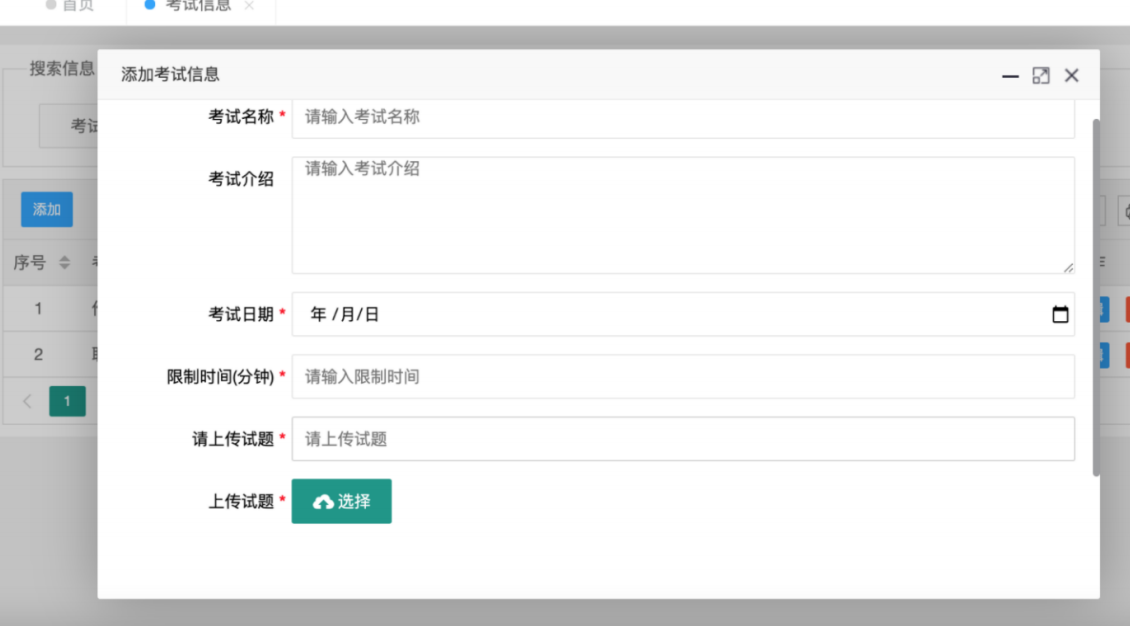 首页
考试信息
搜索信息
添加考试信息
考试名称 * 请输入考试名称
考试
考试介绍 请输入考试介绍
添加
序号
考试日期 * 年 /月/日
1
限制时间(分钟) * 请输入限制时间
2
1
请上传试题 * 请上传试题
上传试题 * 选择